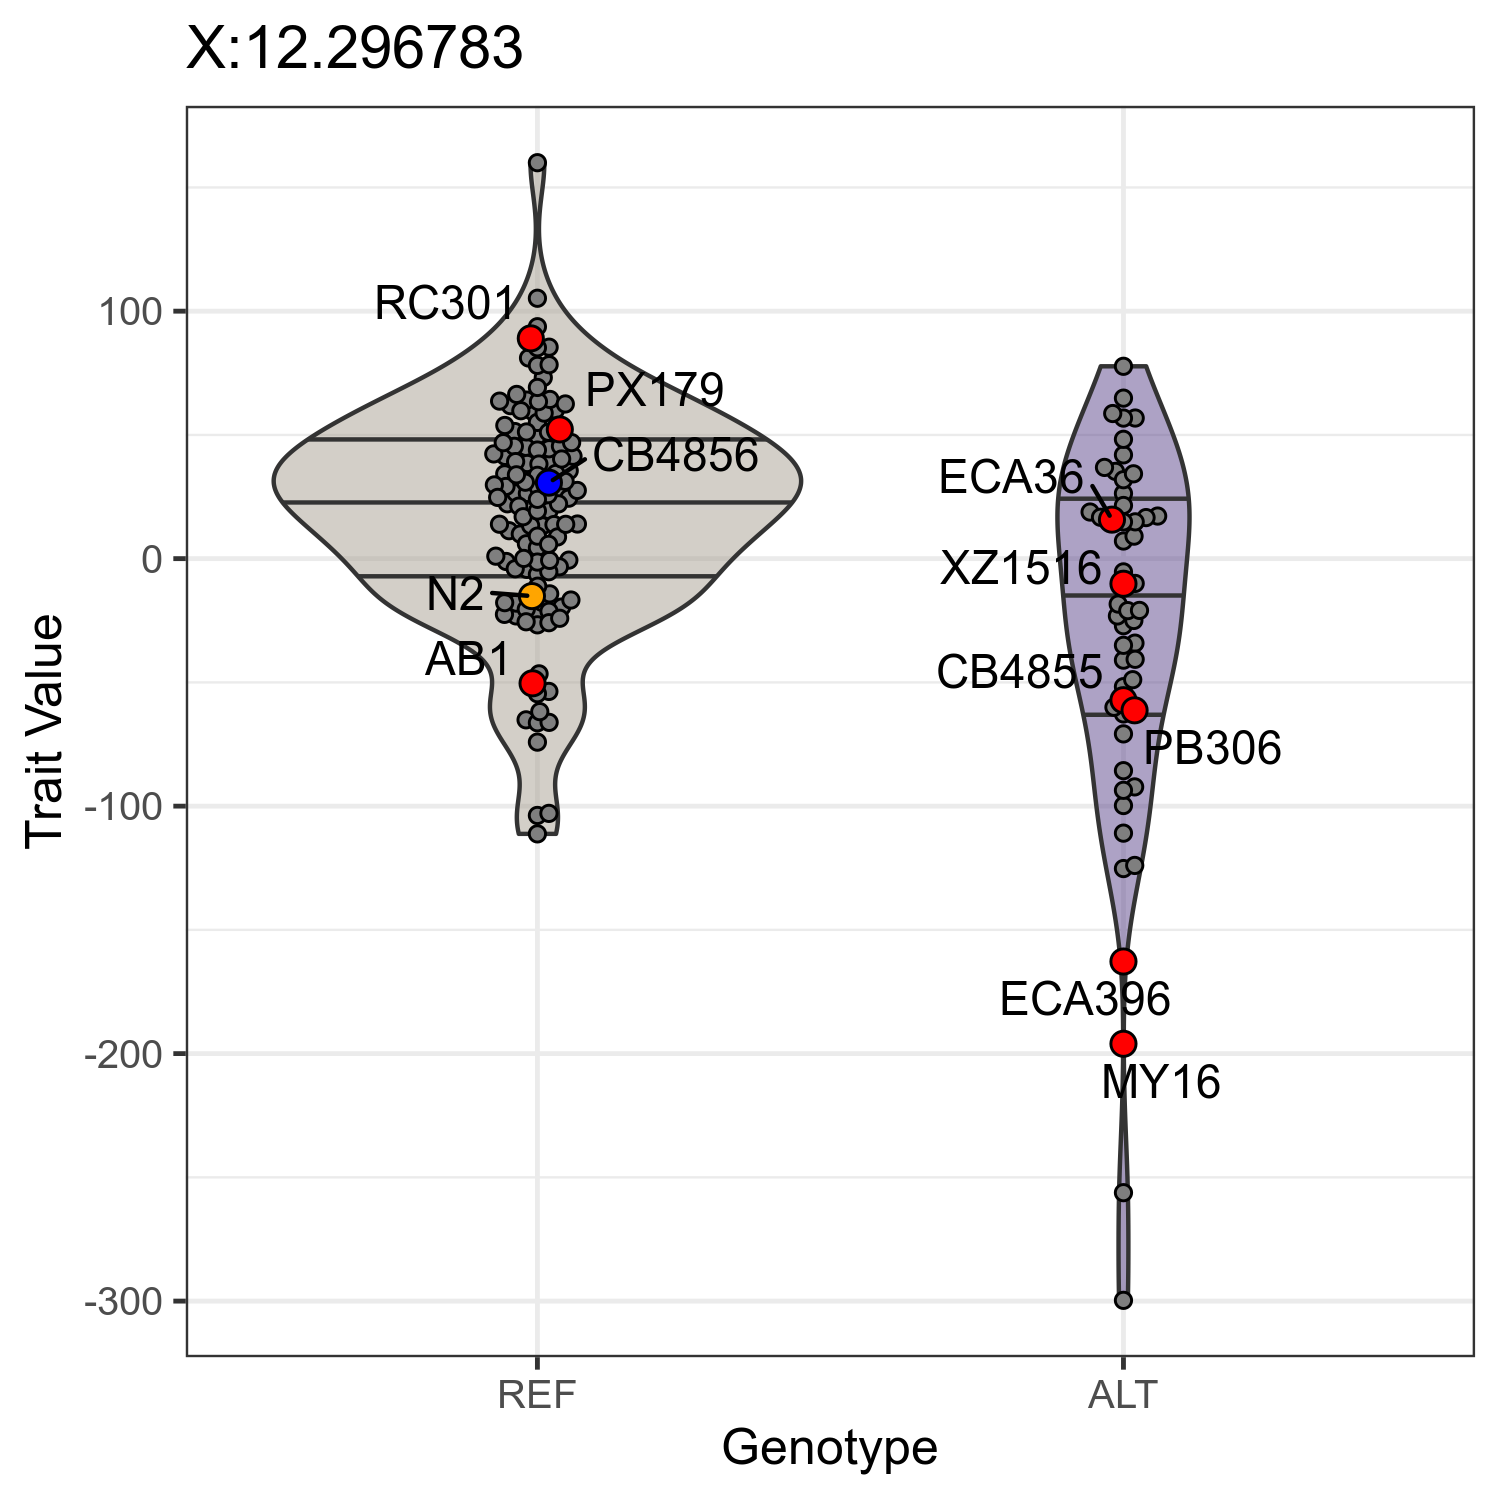 X:12.296783
Trait Value
100
0
-100
-200
-300
RC301
PX179
CB4856
N2
AB1
ECA36
XZ1516
CB4855
PB306
ECA396
MY16
REF
ALT
Genotype